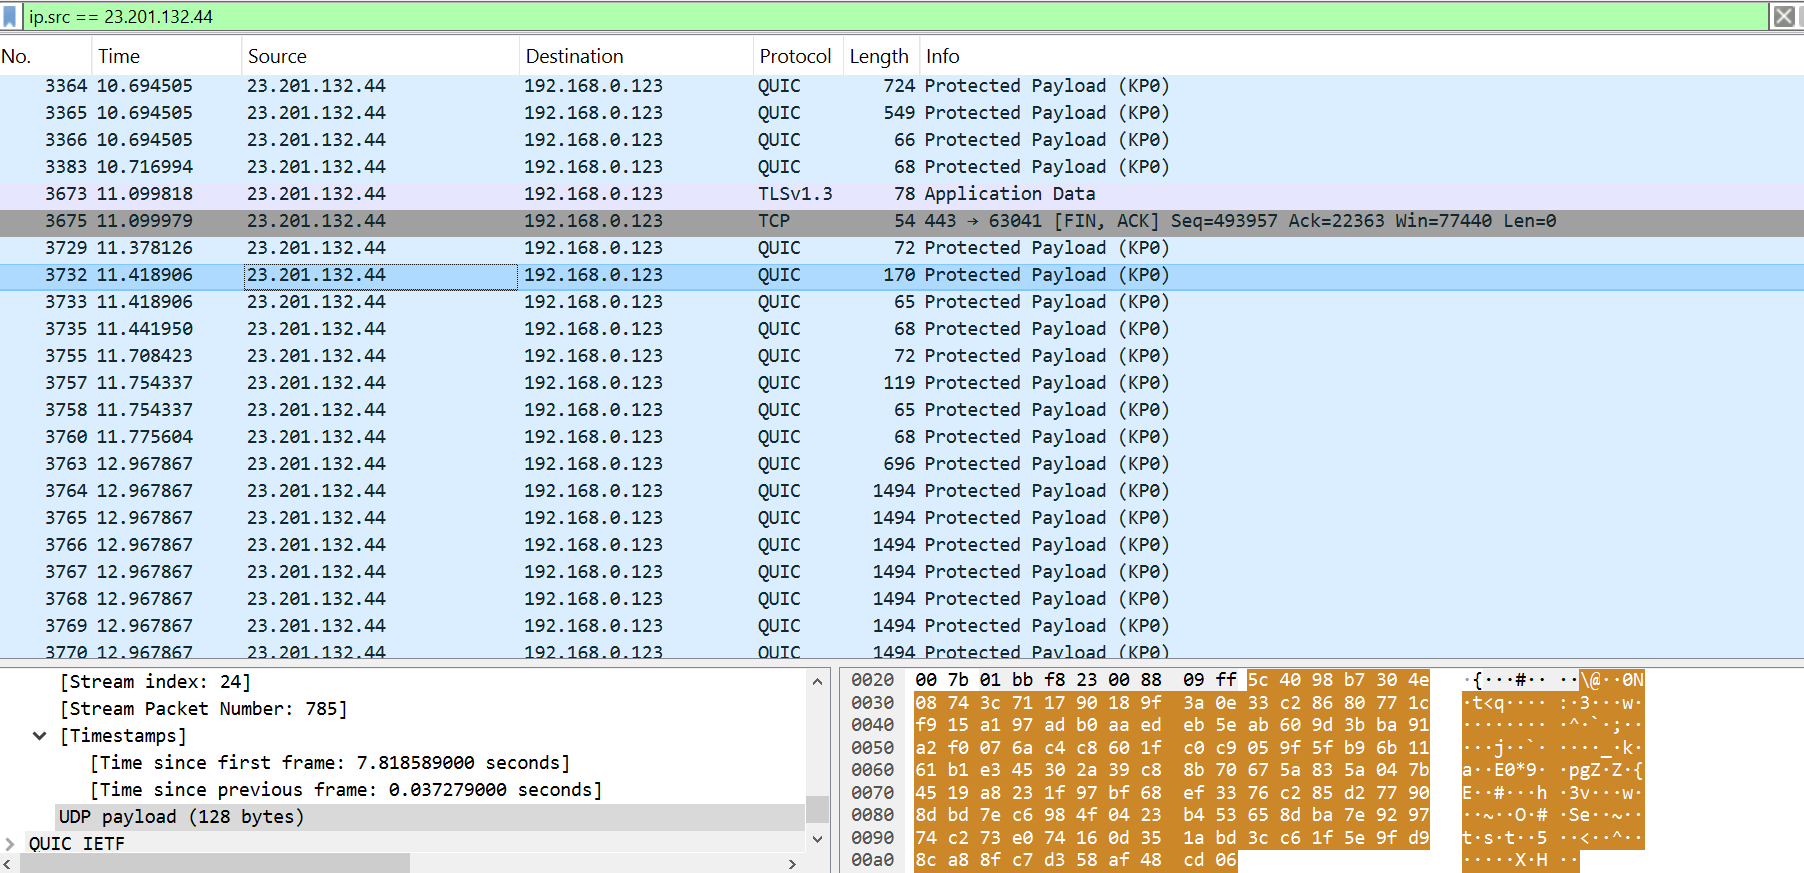 ip.src == 23.201.132.44
No. Time Source Destination Protocol Length Info
3364 10.694505 23.201.132.44 192.168.0.123 QUIC 724 Protected Payload (KP0)
3365 10.694505 23.201.132.44 192.168.0.123 QUIC 549 Protected Payload (KP0)
3366 10.694505 23.201.132.44 192.168.0.123 QUIC 66 Protected Payload (KP0)
3383 10.716994 23.201.132.44 192.168.0.123 QUIC 68 Protected Payload (KP0)
3673 11.099818 23.201.132.44 192.168.0.123 TLSv1.3 78 Application Data
3675 11.099979 23.201.132.44 192.168.0.123 TCP 54 443 → 63041 [FIN, ACK] Seq=493957 Ack=22363 Win=77440 Len=0
3729 11.378126 23.201.132.44 192.168.0.123 QUIC 72 Protected Payload (KP0)
3732 11.418906 23.201.132.44 192.168.0.123 QUIC 170 Protected Payload (KP0)
3733 11.418906 23.201.132.44 192.168.0.123 QUIC 65 Protected Payload (KP0)
3735 11.441950 23.201.132.44 192.168.0.123 QUIC 68 Protected Payload (KP0)
3755 11.708423 23.201.132.44 192.168.0.123 QUIC 72 Protected Payload (KP0)
3757 11.754337 23.201.132.44 192.168.0.123 QUIC 119 Protected Payload (KP0)
3758 11.754337 23.201.132.44 192.168.0.123 QUIC 65 Protected Payload (KP0)
3760 11.775604 23.201.132.44 192.168.0.123 QUIC 68 Protected Payload (KP0)
3763 12.967867 23.201.132.44 192.168.0.123 QUIC 696 Protected Payload (KP0)
3764 12.967867 23.201.132.44 192.168.0.123 QUIC 1494 Protected Payload (KP0)
3765 12.967867 23.201.132.44 192.168.0.123 QUIC 1494 Protected Payload (KP0)
3766 12.967867 23.201.132.44 192.168.0.123 QUIC 1494 Protected Payload (KP0)
3767 12.967867 23.201.132.44 192.168.0.123 QUIC 1494 Protected Payload (KP0)
3768 12.967867 23.201.132.44 192.168.0.123 QUIC 1494 Protected Payload (KP0)
3769 12.967867 23.201.132.44 192.168.0.123 QUIC 1494 Protected Payload (KP0)
3770 12.967867 23.201.132.44 192.168.0.123 QUIC 1494 Protected Payload (KP0)
[Stream index: 24]
[Stream Packet Number: 785]
[Timestamps]
[Time since first frame: 7.818589000 seconds]
[Time since previous frame: 0.037279000 seconds]
UDP payload (128 bytes)
QUIC IETF
0020 00 7b 01 bb f8 23 00 88 09 ff 5c 40 98 b7 30 4e ·{···#·· ··\@··0N
0030 08 74 3c 71 17 90 18 9f 3a 0e 33 c2 86 80 77 1c ·t<q···· :·3···w·
0040 f9 15 a1 97 ad b0 aa ed eb 5e ab 60 9d 3b ba 91 ········ ·^·`·;··
0050 a2 f0 07 6a c4 c8 60 1f c0 c9 05 9f 5f b9 6b 11 ···j··`· ····_·k·
0060 61 b1 e3 45 30 2a 39 c8 8b 70 67 5a 83 5a 04 7b a··E0*9· ·pgZ·Z·{
0070 45 19 a8 23 1f 97 bf 68 ef 33 76 c2 85 d2 77 90 E··#···h ·3v···w·
0080 8d bd 7e c6 98 4f 04 23 b4 53 65 8d ba 7e 92 97 ··~··O·# ·Se··~··
0090 74 c2 73 e0 74 16 0d 35 1a bd 3c c6 1f 5e 9f d9 t·s·t··5 ··<··^··
00a0 8c a8 8f c7 d3 58 af 48 cd 06 ·····X·H ··